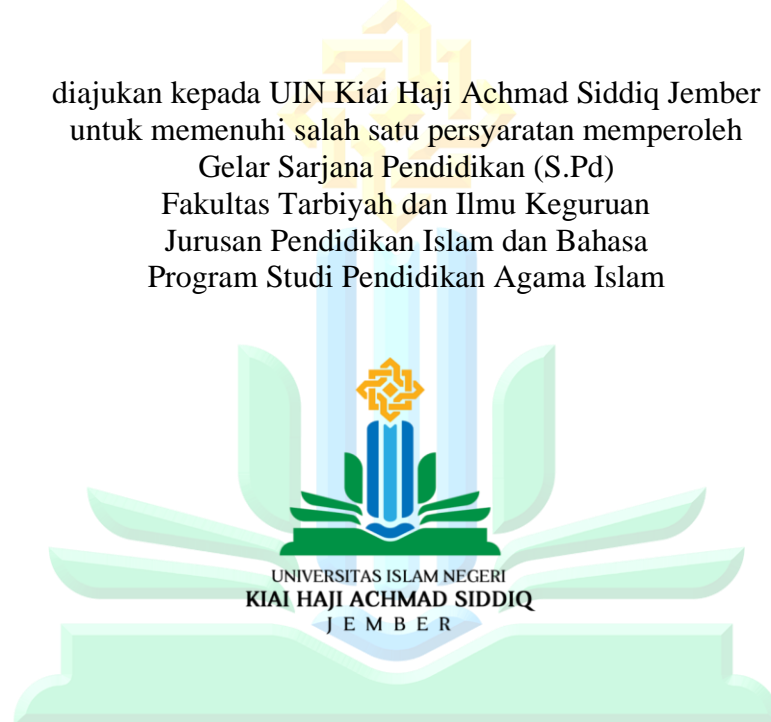 diajukan kepada UIN Kiai Haji Achmad Siddiq Jember
untuk memenuhi salah satu persyaratan memperoleh
Gelar Sarjana Pendidikan (S.Pd)
Fakultas Tarbiyah dan Ilmu Keguruan
Jurusan Pendidikan Islam dan Bahasa
Program Studi Pendidikan Agama Islam
UNIVERSITAS ISLAM NEGERI
KIAI HAJI ACHMAD SIDDIQ
JEMBER